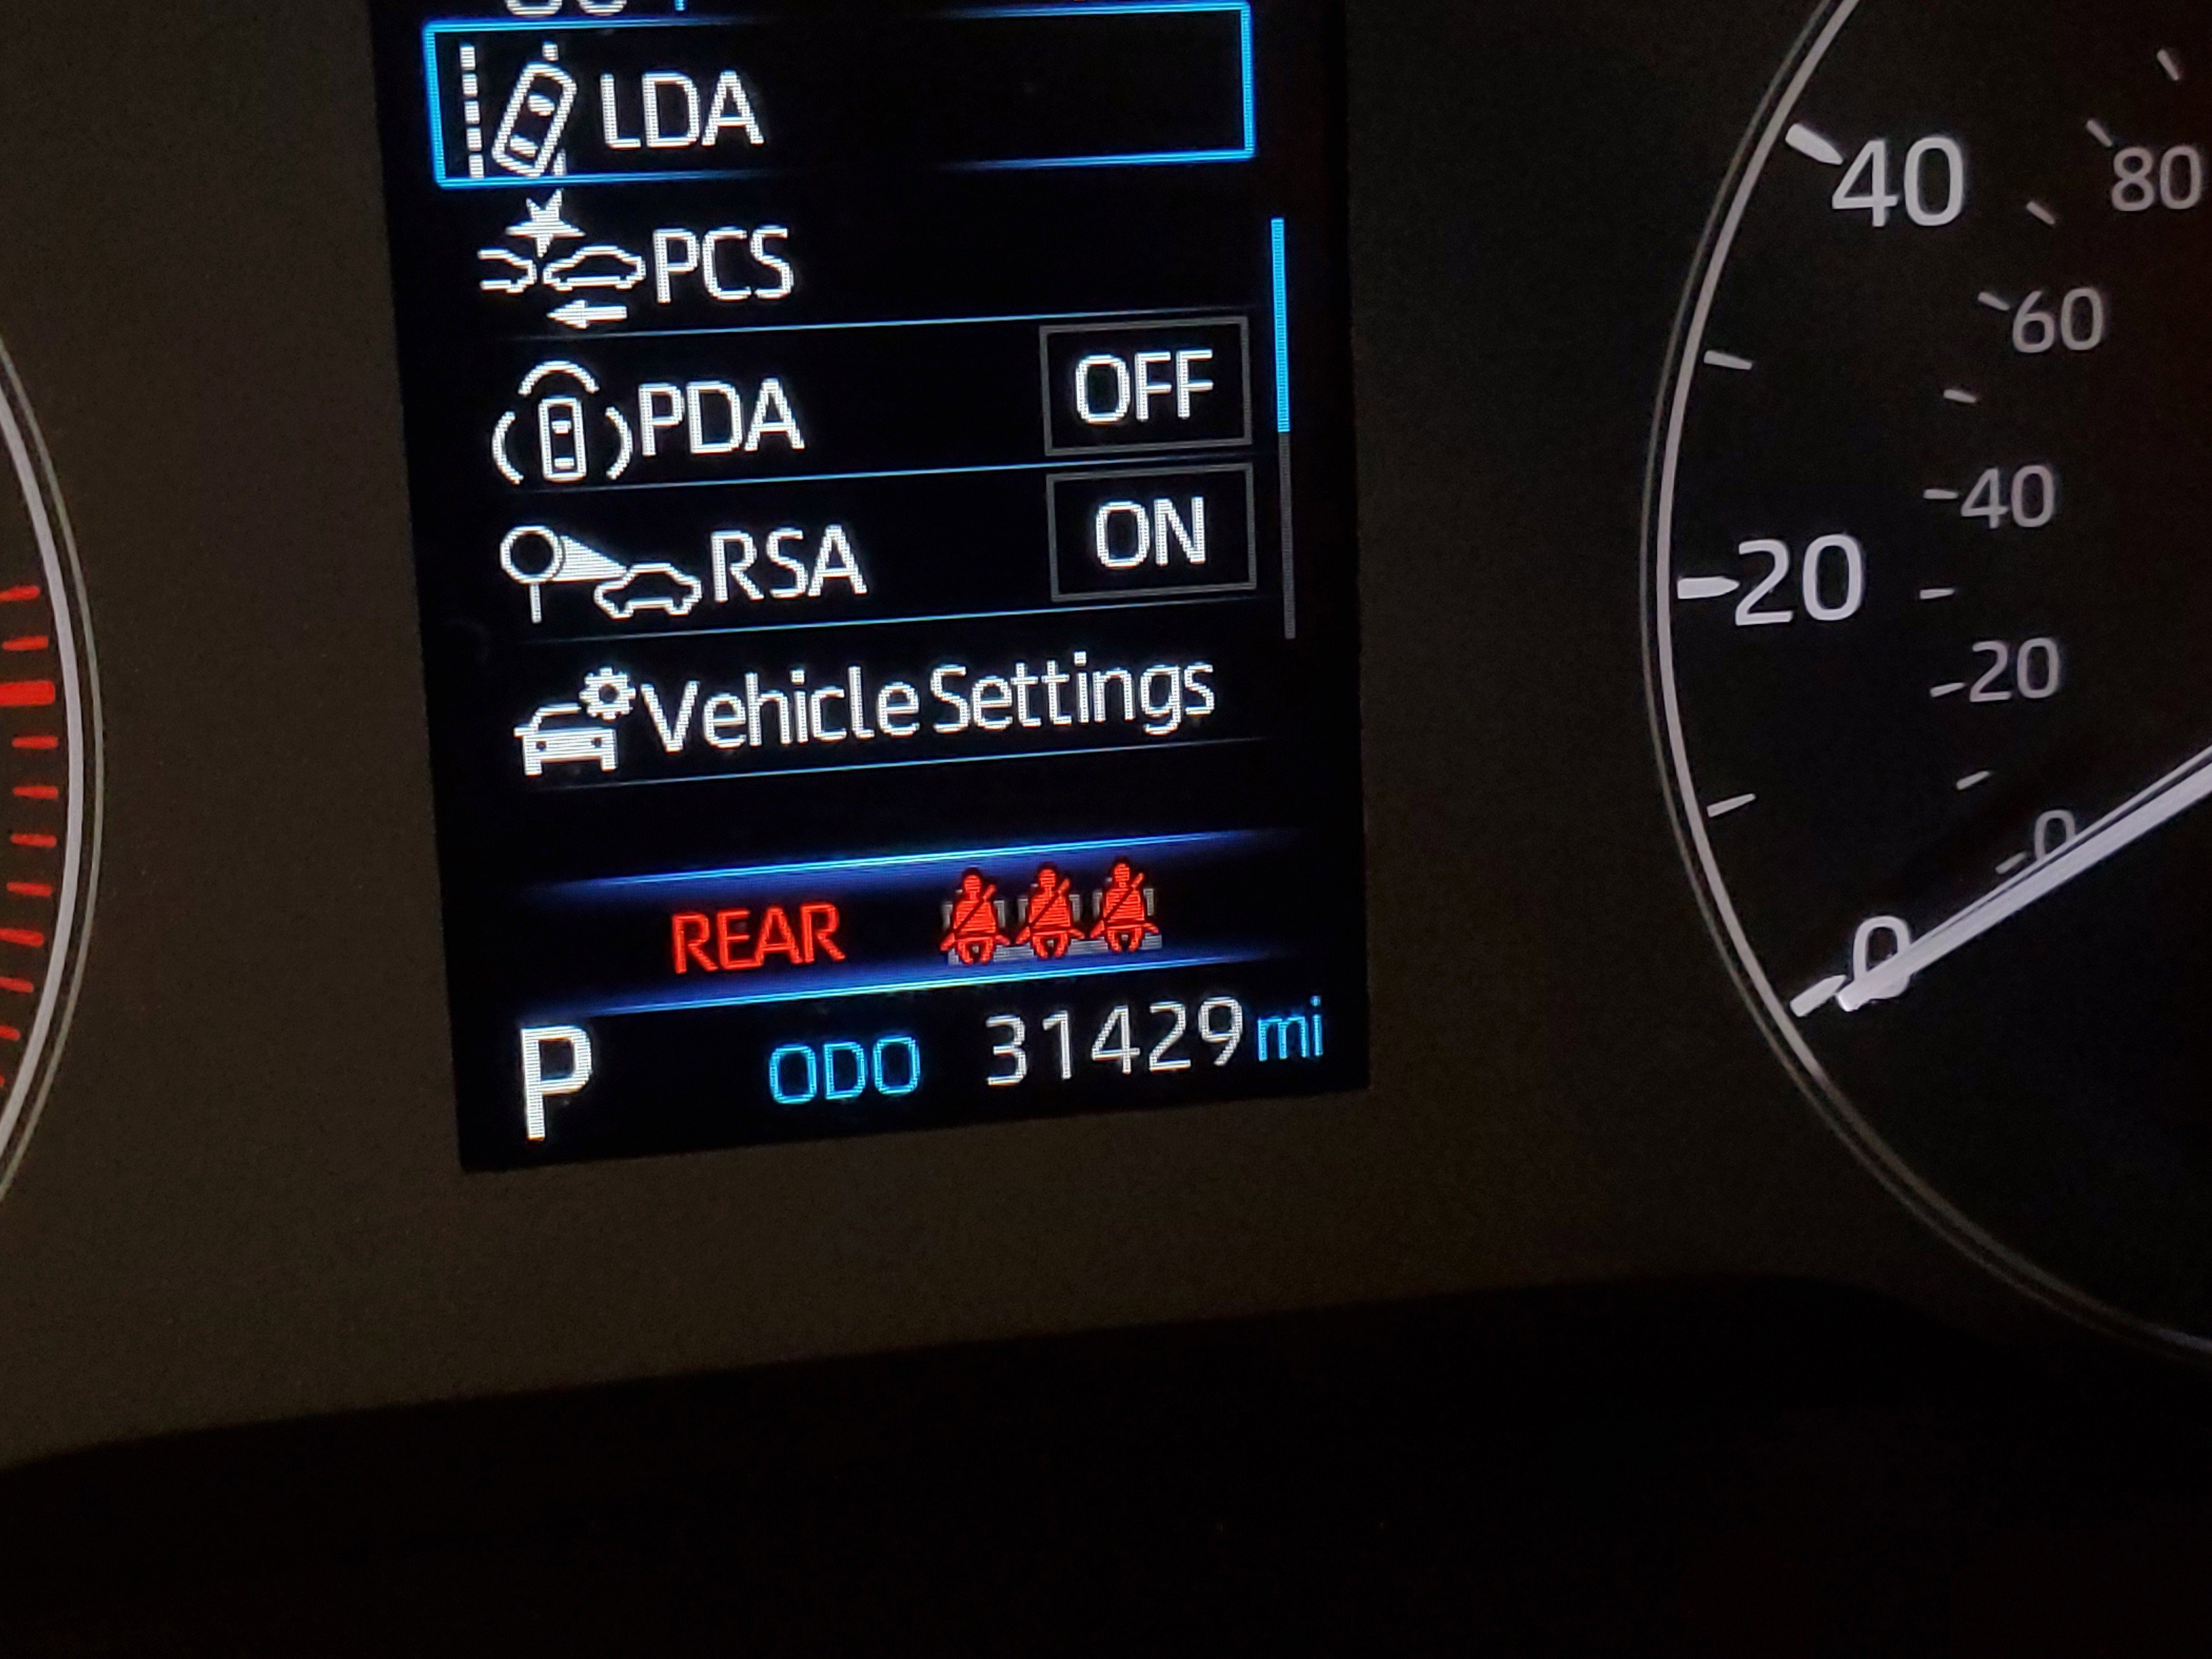 LDA
PCS
PDA OFF
RSA ON
Vehicle Settings
REAR
P ODO 31429 mi
40
20
0
80
60
40
20
0